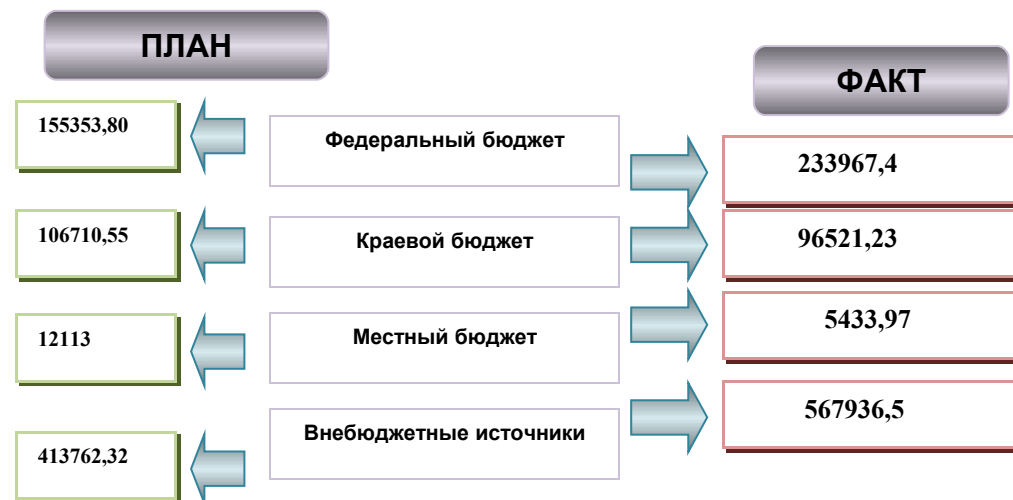 ПЛАН
ФАКТ
155353,80
Федеральный бюджет
233967,4
106710,55
Краевой бюджет
96521,23
12113
Местный бюджет
5433,97
413762,32
Внебюджетные источники
567936,5